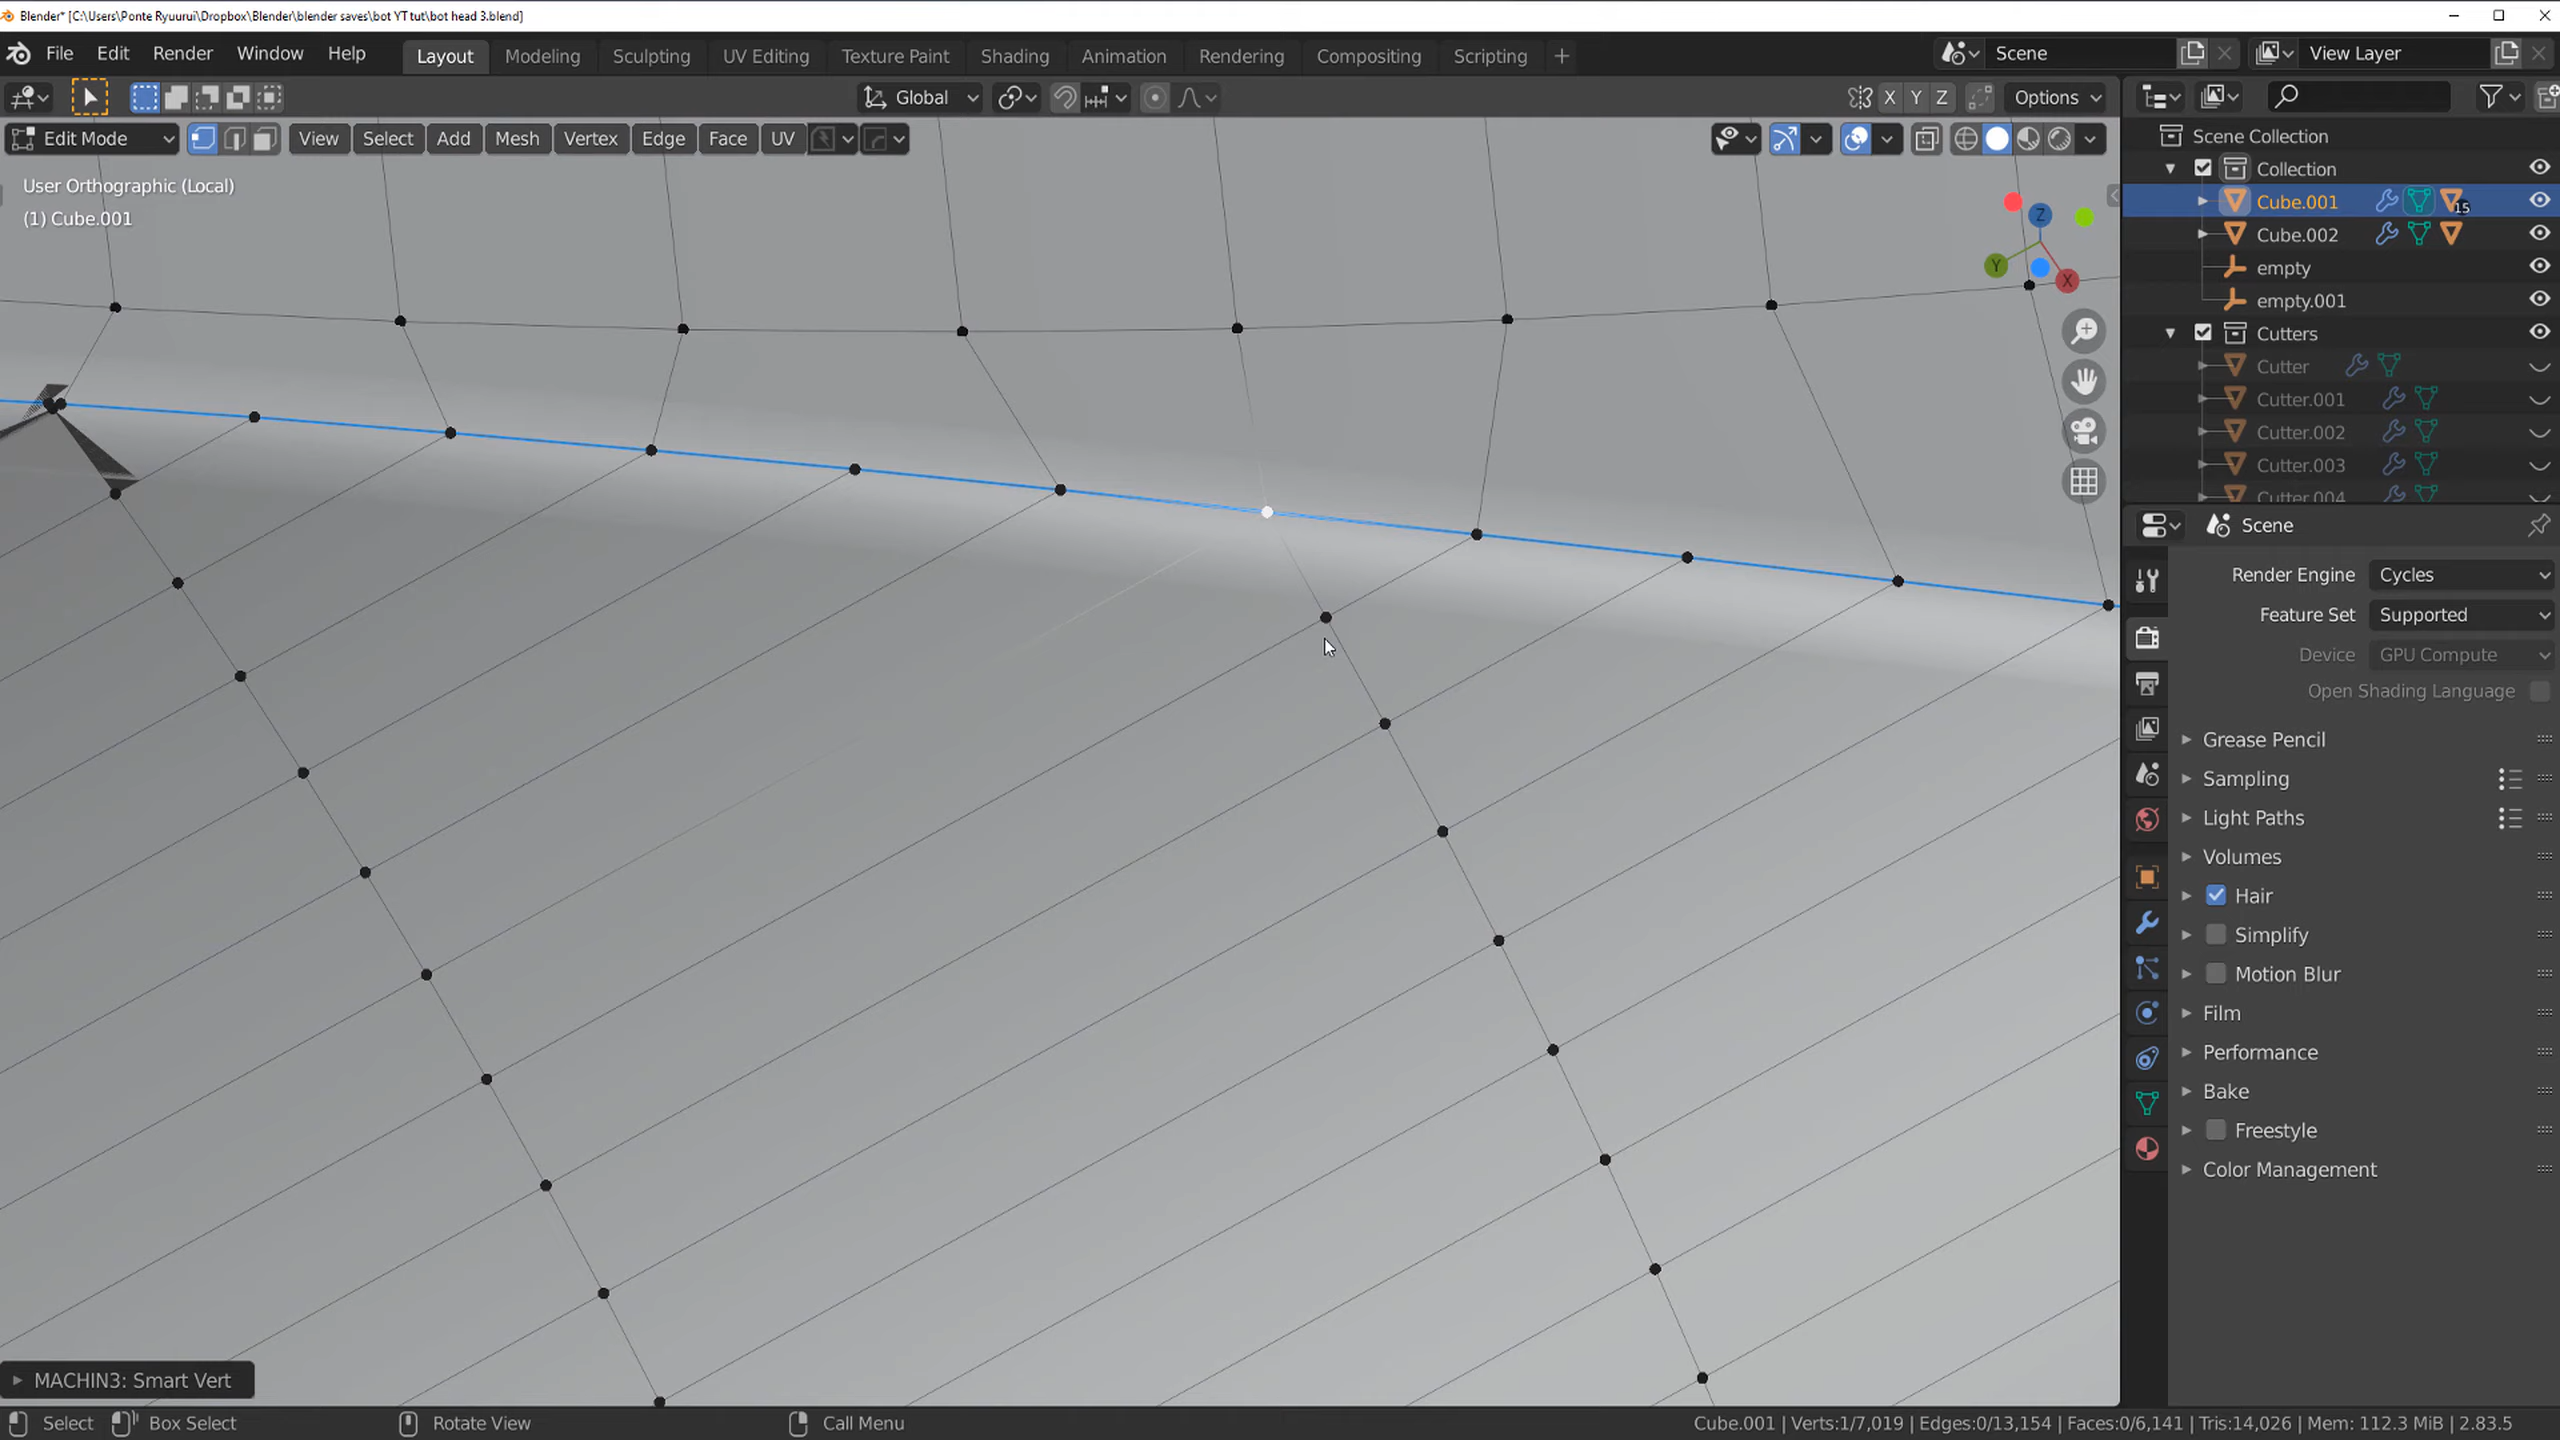 Blender* [C:\Users\Ponte Ryuurui\Dropbox\Blender\blender saves\bot YT tut\bot head 3.blend]
File Edit Render Window Help Layout Modeling Sculpting UV Editing Texture Paint Shading Animation Rendering Compositing Scripting +
Scene
View Layer
Global
X Y Z
Options
Edit Mode View Select Add Mesh Vertex Edge Face UV
User Orthographic (Local)
(1) Cube.001
Z
Y
X
Scene Collection
Collection
Cube.001
15
Cube.002
empty
empty.001
Cutters
Cutter
Cutter.001
Cutter.002
Cutter.003
Cutter.004
Scene
Render Engine Cycles
Feature Set Supported
Device GPU Compute
Open Shading Language
Grease Pencil
Sampling
Light Paths
Volumes
Hair
Simplify
Motion Blur
Film
Performance
Bake
Freestyle
Color Management
MACHIN3: Smart Vert
Select Box Select Rotate View Call Menu
Cube.001 | Verts:1/7,019 | Edges:0/13,154 | Faces:0/6,141 | Tris:14,026 | Mem: 112.3 MiB | 2.83.5